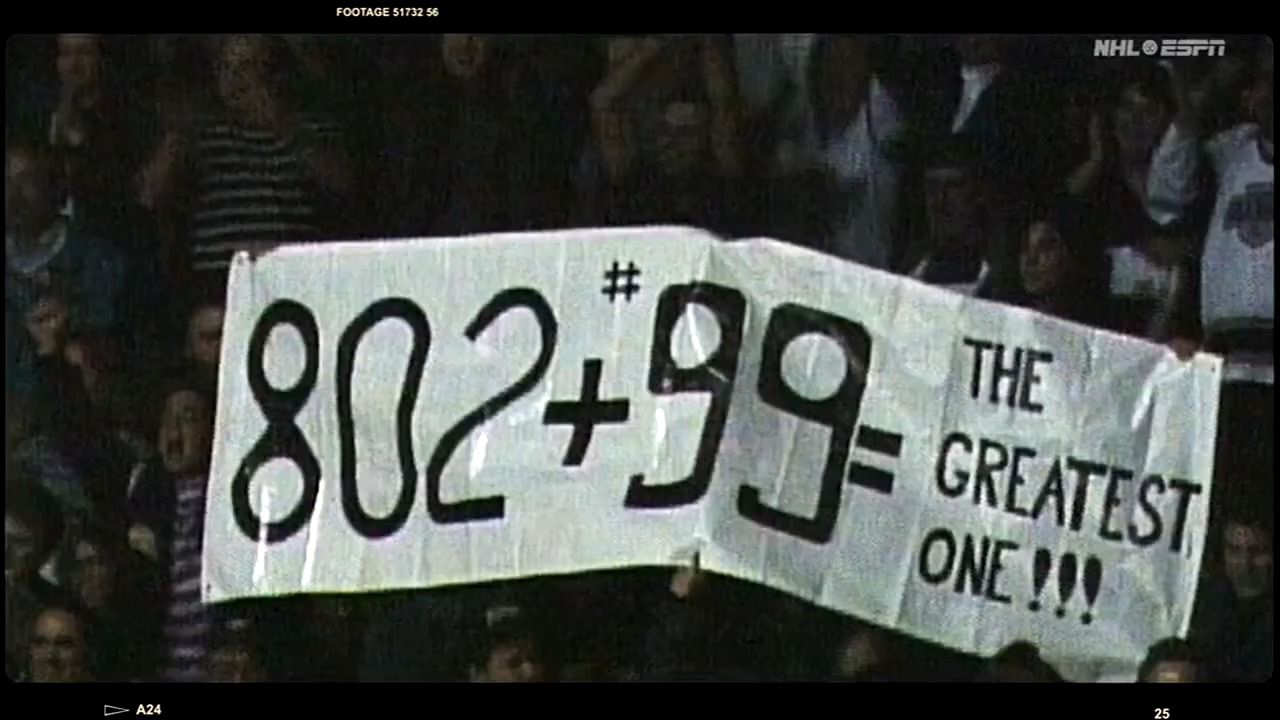 FOOTAGE 51732 56
NHL ESPN
802+#99=
THE
GREATEST
ONE!!!
A24
25